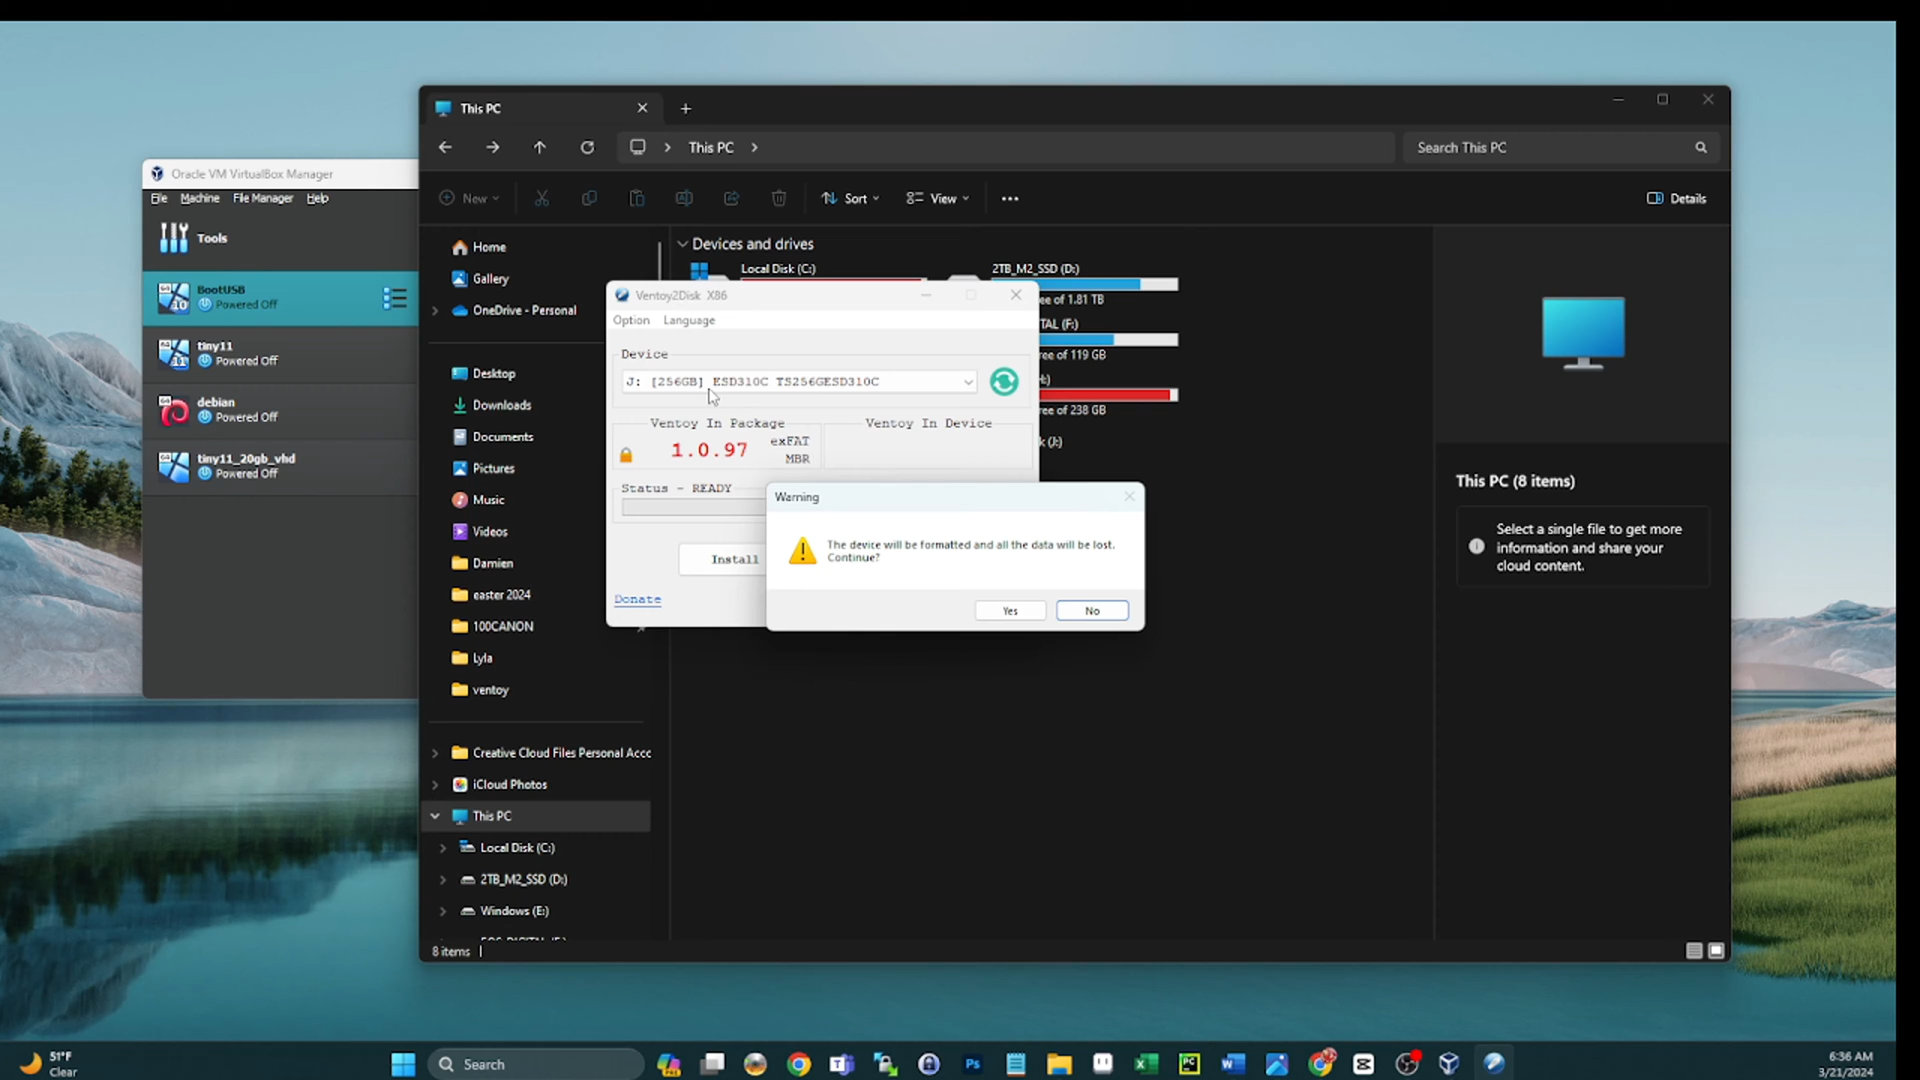 This PC
This PC
Search This PC
New
Sort
View
Details
Oracle VM VirtualBox Manager
File Machine File Manager Help
Tools
BootUSB
Powered Off
tiny11
Powered Off
debian
Powered Off
tiny11_20gb_vhd
Powered Off
Home
Gallery
OneDrive - Personal
Desktop
Downloads
Documents
Pictures
Music
Videos
Damien
easter 2024
100CANON
Lyla
ventoy
Creative Cloud Files Personal Acco
iCloud Photos
This PC
Local Disk (C:)
2TB_M2_SSD (D:)
Windows (E:)
8 items
Devices and drives
Local Disk (C:)
2TB_M2_SSD (D:)
ee of 1.81 TB
TAL (F:)
ree of 119 GB
ree of 238 GB
k (J:)
Ventoy2Disk X86
Option Language
Device
J: [256GB] ESD310C TS256GESD310C
Ventoy In Package
1.0.97
exFAT
MBR
Ventoy In Device
Status - READY
Install
Donate
Warning
The device will be formatted and all the data will be lost.
Continue?
Yes
No
This PC (8 items)
Select a single file to get more
information and share your
cloud content.
51°F
Clear
Search
Ps
PC
6:36 AM
3/21/2024